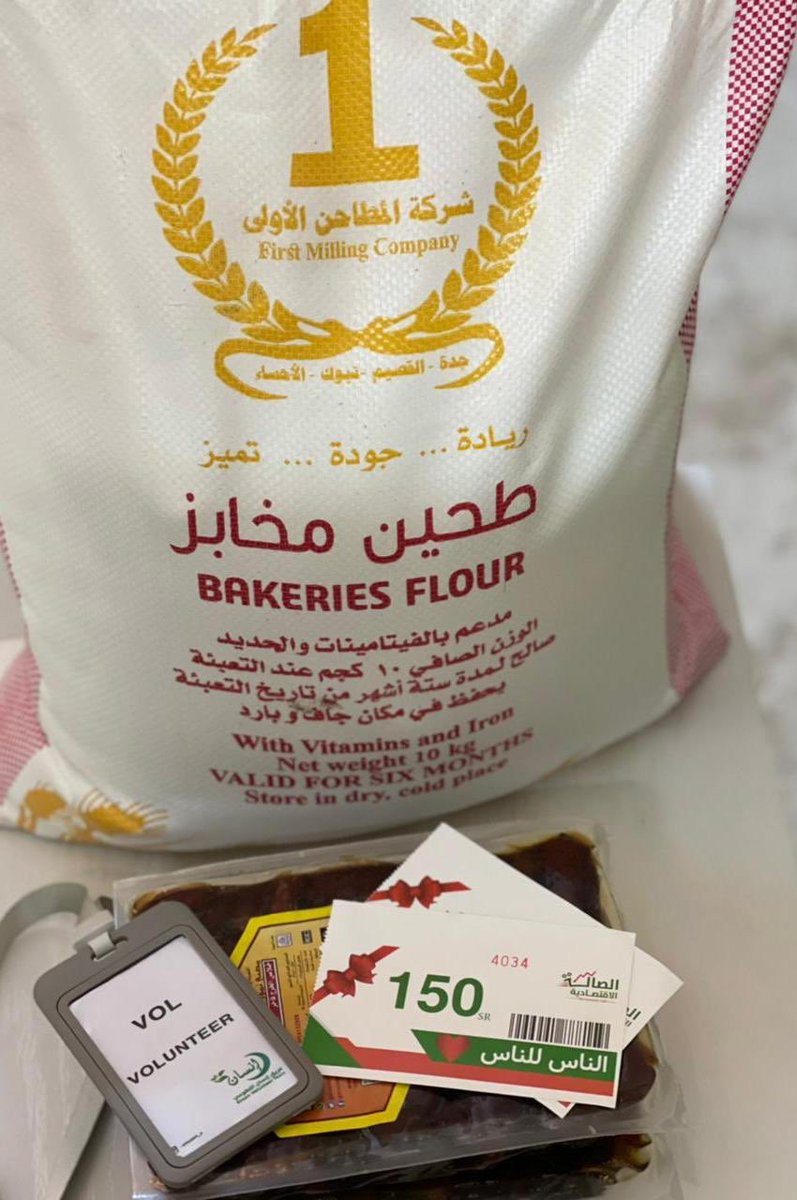 1
شركة المطاحن الأولى
First Milling Company
جدة - القصيم - تبوك - الأحساء
ريادة ... جودة ... تميز
طحين مخابز
BAKERIES FLOUR
مدعم بالفيتامينات والحديد
الوزن الصافي ١٠ كجم عند التعبئة
صالح لمدة ستة أشهر من تاريخ التعبئة
يحفظ في مكان جاف و بارد
With Vitamins and Iron
Net weight 10 kg
VALID FOR SIX MONTHS
Store in dry, cold place
4034
الصالة
الاقتصادية
150 SR
الناس للناس
VOL
VOLUNTEER
إنسان